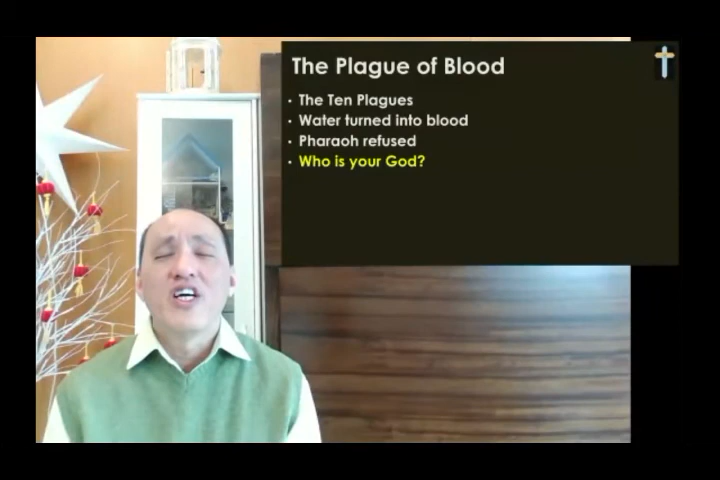 The Plague of Blood
• The Ten Plagues
• Water turned into blood
• Pharaoh refused
• Who is your God?